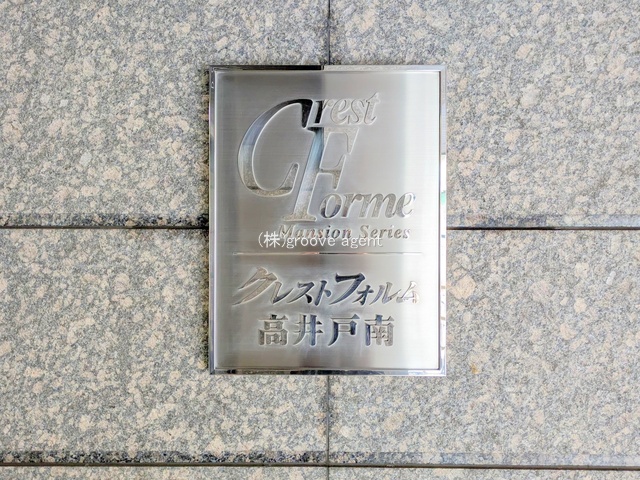 Crest
Forme
Mansion Series
(株)groove agent
クレストフォルム
高井戸南